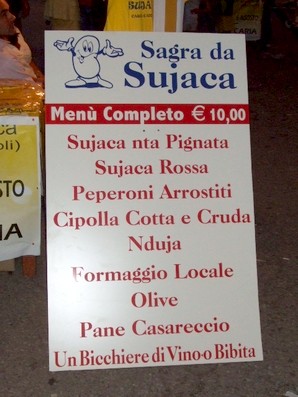 Sagra da
Sujaca
Menù Completo € 10,00
Sujaca nta Pignata
Sujaca Rossa
Peperoni Arrostiti
Cipolla Cotta e Cruda
Nduja
Formaggio Locale
Olive
Pane Casareccio
Un Bicchiere di Vino o Bibita